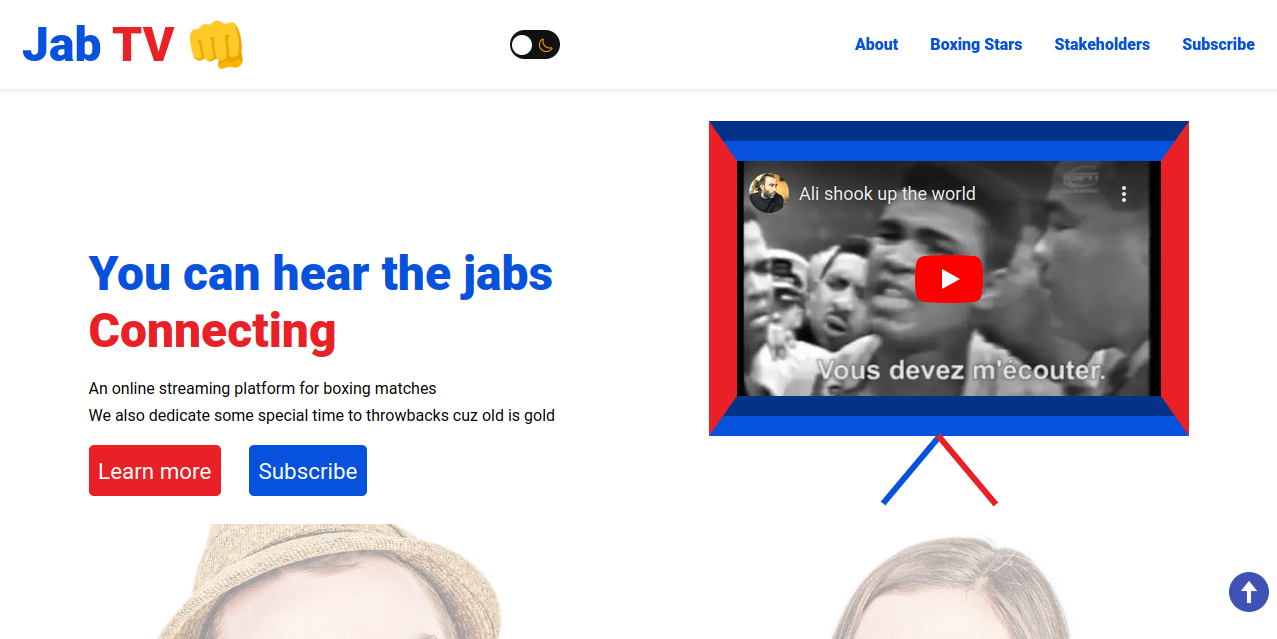 Jab TV
About
Boxing Stars
Stakeholders
Subscribe
Ali shook up the world
Vous devez m'écouter.
You can hear the jabs
Connecting
An online streaming platform for boxing matches
We also dedicate some special time to throwbacks cuz old is gold
Learn more
Subscribe